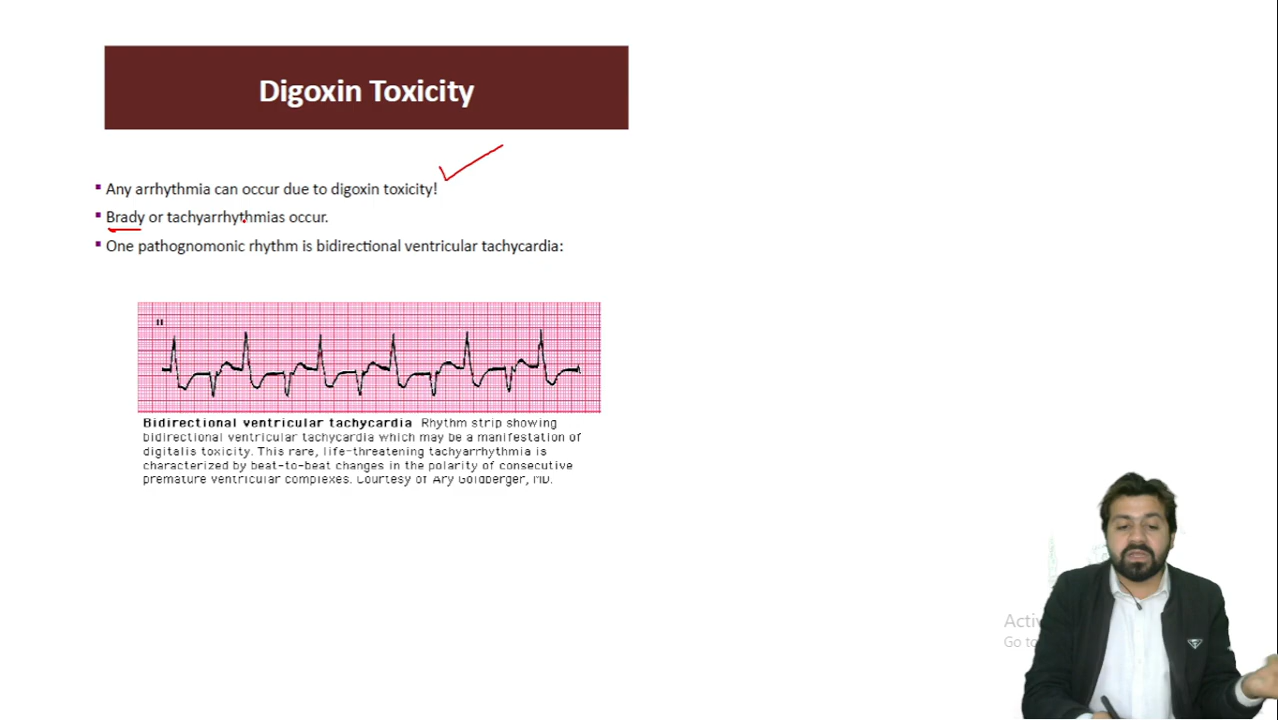 Digoxin Toxicity
Any arrhythmia can occur due to digoxin toxicity!
Brady or tachyarrhythmias occur.
One pathognomonic rhythm is bidirectional ventricular tachycardia:
II
Bidirectional ventricular tachycardia Rhythm strip showing
bidirectional ventricular tachycardia which may be a manifestation of
digitalis toxicity. This rare, life-threatening tachyarrhythmia is
characterized by beat-to-beat changes in the polarity of consecutive
premature ventricular complexes. Courtesy of Ary Goldberger, MD.
Activ
Go to